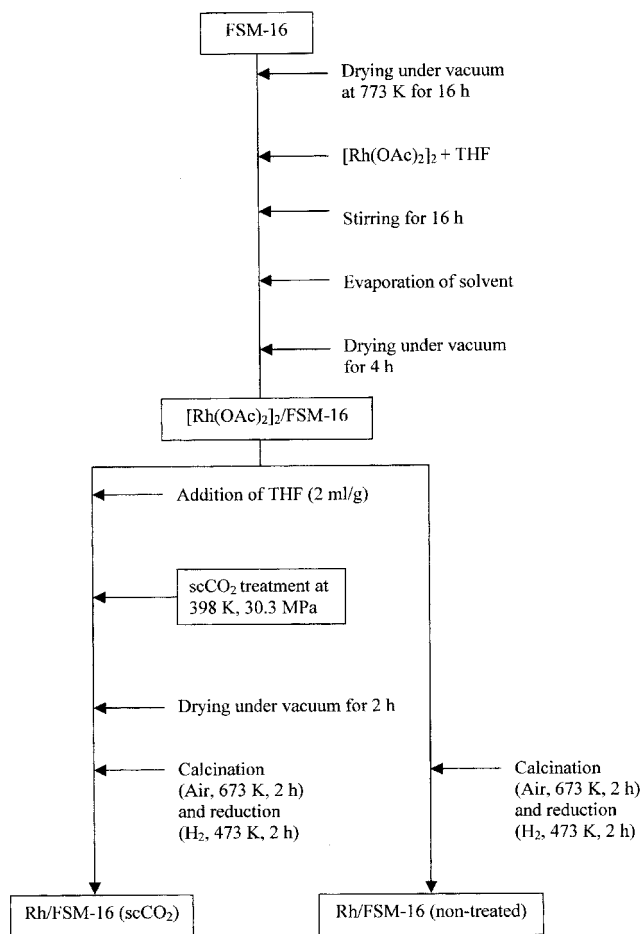 FSM-16
Drying under vacuum
at 773 K for 16 h
[Rh(OAc)₂]₂ + THF
Stirring for 16 h
Evaporation of solvent
Drying under vacuum
for 4 h
[Rh(OAc)₂]₂/FSM-16
Addition of THF (2 ml/g)
scCO₂ treatment at
398 K, 30.3 MPa
Drying under vacuum for 2 h
Calcination
(Air, 673 K, 2 h)
and reduction
(H₂, 473 K, 2 h)
Calcination
(Air, 673 K, 2 h)
and reduction
(H₂, 473 K, 2 h)
Rh/FSM-16 (scCO₂)
Rh/FSM-16 (non-treated)